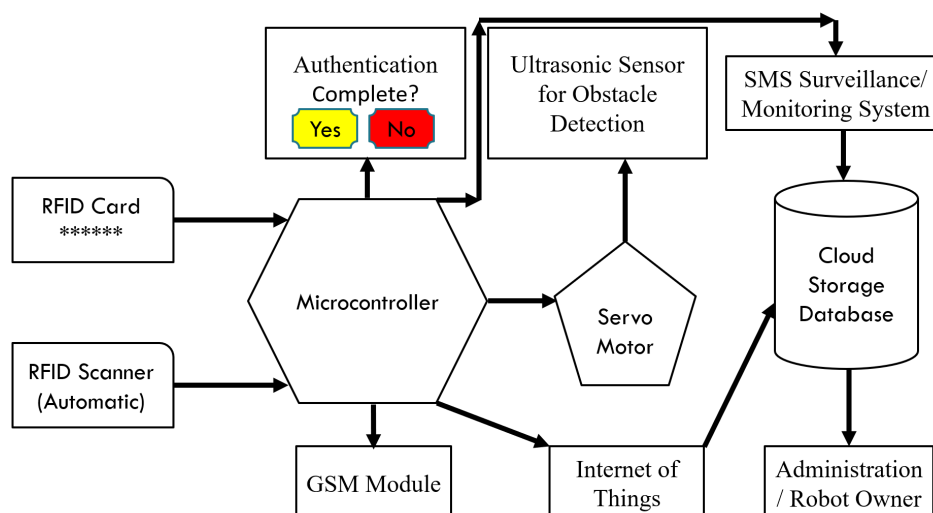 Authentication
Complete?
Yes
No
Ultrasonic Sensor
for Obstacle
Detection
SMS Surveillance/
Monitoring System
RFID Card
******
Microcontroller
Servo
Motor
Cloud
Storage
Database
RFID Scanner
(Automatic)
GSM Module
Internet of
Things
Administration
/ Robot Owner